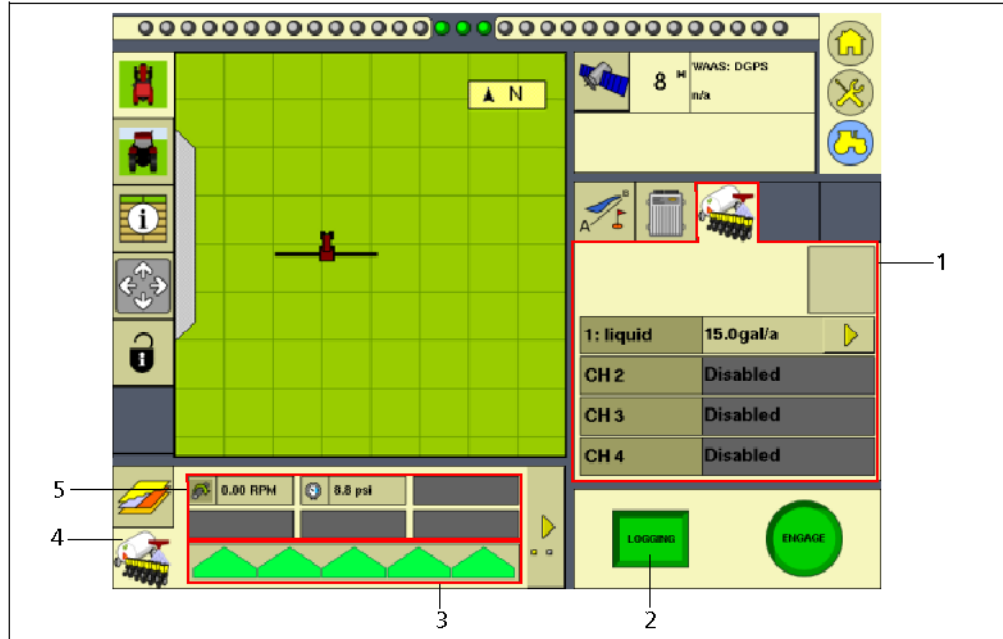 N
8
WAAS: DGPS
n/a
A
B
i
i
1: liquid 15.0gal/a
CH 2 Disabled
CH 3 Disabled
CH 4 Disabled
0.00 RPM
8.8 psi
LOGGING
ENGAGE
1
2
3
4
5